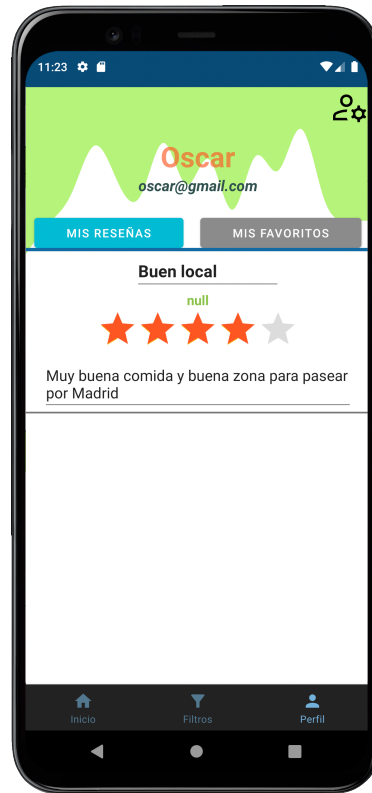 11:23
Oscar
oscar@gmail.com
MIS RESEÑAS
MIS FAVORITOS
Buen local
null
Muy buena comida y buena zona para pasear
por Madrid
Inicio
Filtros
Perfil